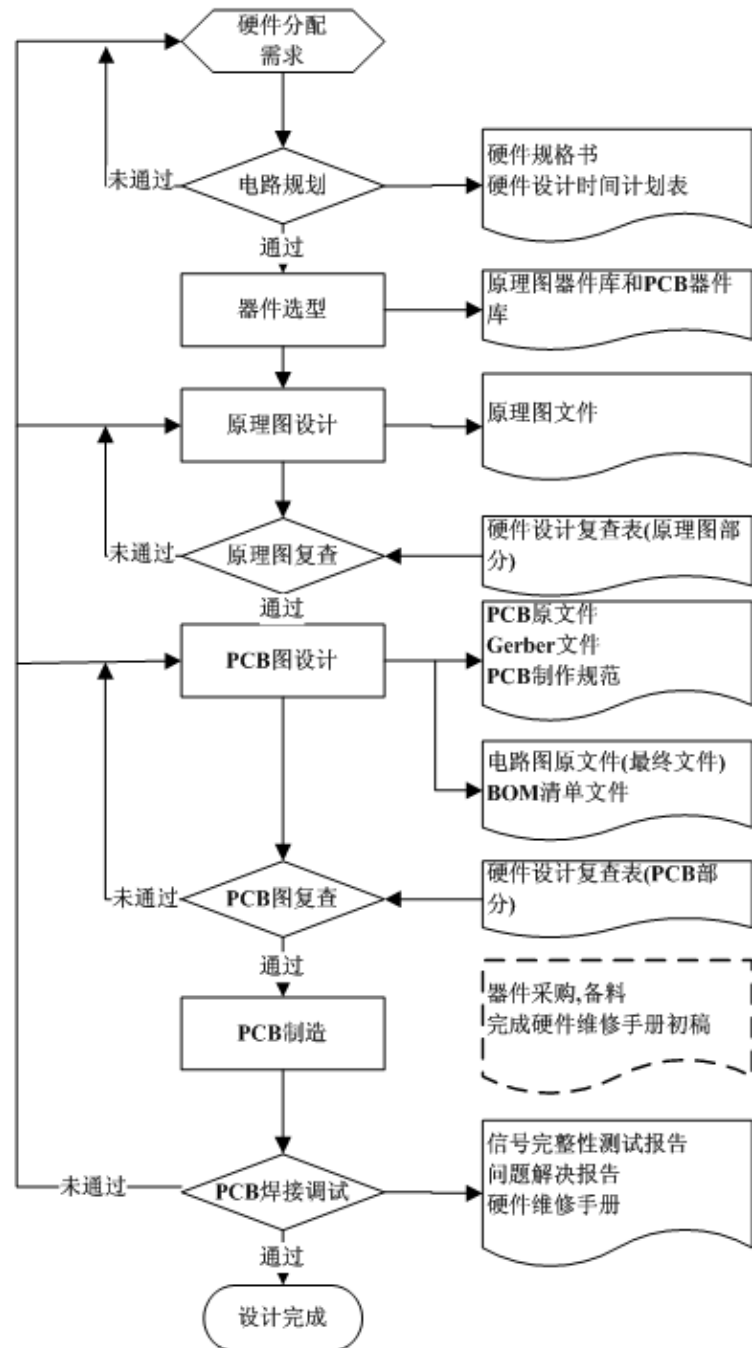 硬件分配
需求
未通过
电路规划
硬件规格书
硬件设计时间计划表
通过
器件选型
原理图器件库和PCB器件
库
原理图设计
原理图文件
未通过
原理图复查
硬件设计复查表(原理图部
分)
通过
PCB图设计
PCB原文件
Gerber文件
PCB制作规范
电路图原文件(最终文件)
BOM清单文件
未通过
PCB图复查
硬件设计复查表(PCB部
分)
通过
PCB制造
器件采购,备料
完成硬件维修手册初稿
未通过
PCB焊接调试
信号完整性测试报告
问题解决报告
硬件维修手册
通过
设计完成